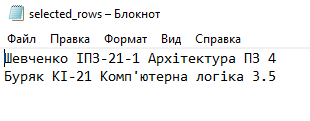 selected_rows – Блокнот
Файл Правка Формат Вид Справка
Шевченко ІПЗ-21-1 Архітектура ПЗ 4
Буряк КІ-21 Комп'ютерна логіка 3.5